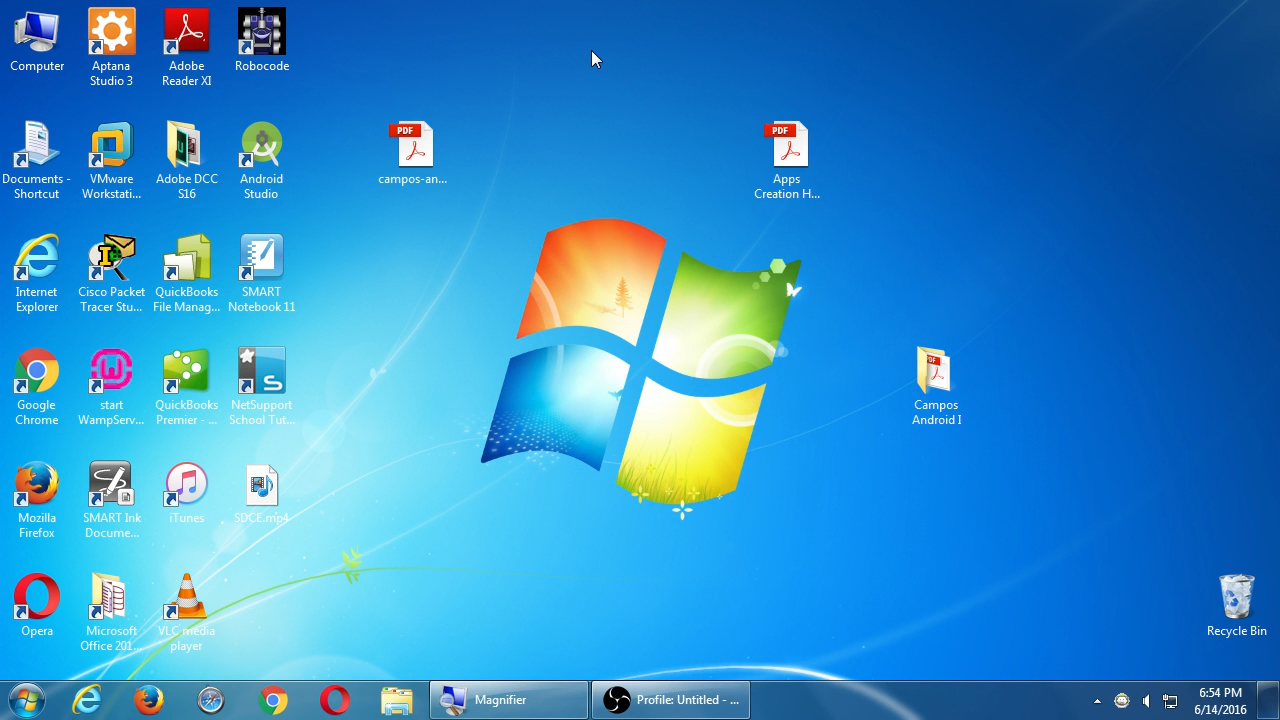 Computer
Aptana
Studio 3
Adobe
Reader XI
Robocode
Documents -
Shortcut
VMware
Workstati...
Adobe DCC
S16
Android
Studio
PDF
campos-an...
PDF
Apps
Creation H...
Internet
Explorer
Cisco Packet
Tracer Stu...
QuickBooks
File Manag...
SMART
Notebook 11
Google
Chrome
start
WampServ...
QuickBooks
Premier - ...
NetSupport
School Tut...
PDF
Campos
Android I
Mozilla
Firefox
SMART Ink
Docume...
iTunes
SDCE.mp4
Opera
Microsoft
Office 201...
VLC media
player
Recycle Bin
Magnifier
Profile: Untitled - ...
6:54 PM
6/14/2016